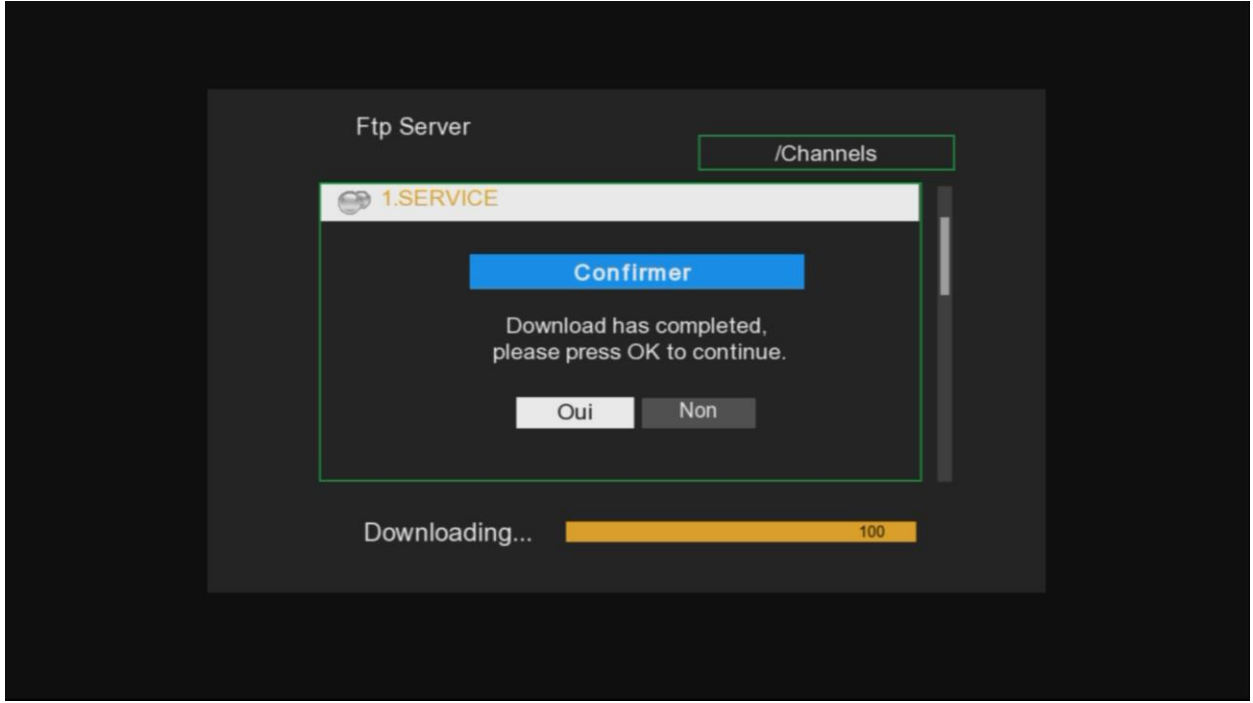 Ftp Server
/Channels
1.SERVICE
Confirmer
Download has completed,
please press OK to continue.
Oui
Non
Downloading...
100